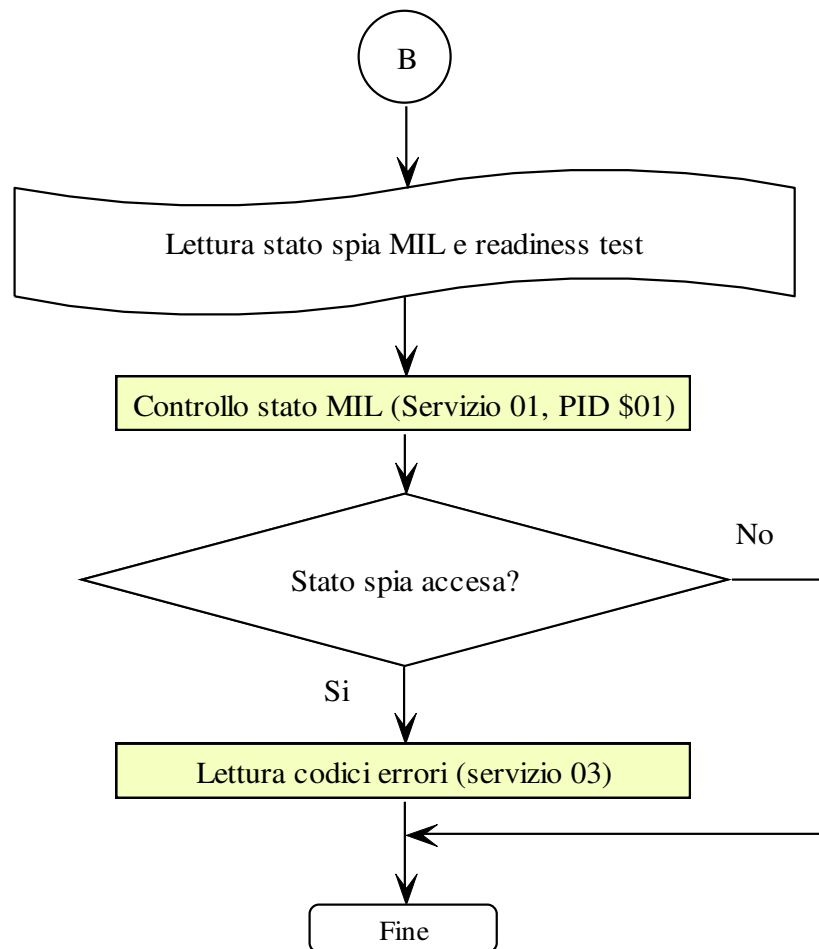 B
Lettura stato spia MIL e readiness test
Controllo stato MIL (Servizio 01, PID $01)
No
Stato spia accesa?
Si
Lettura codici errori (servizio 03)
Fine